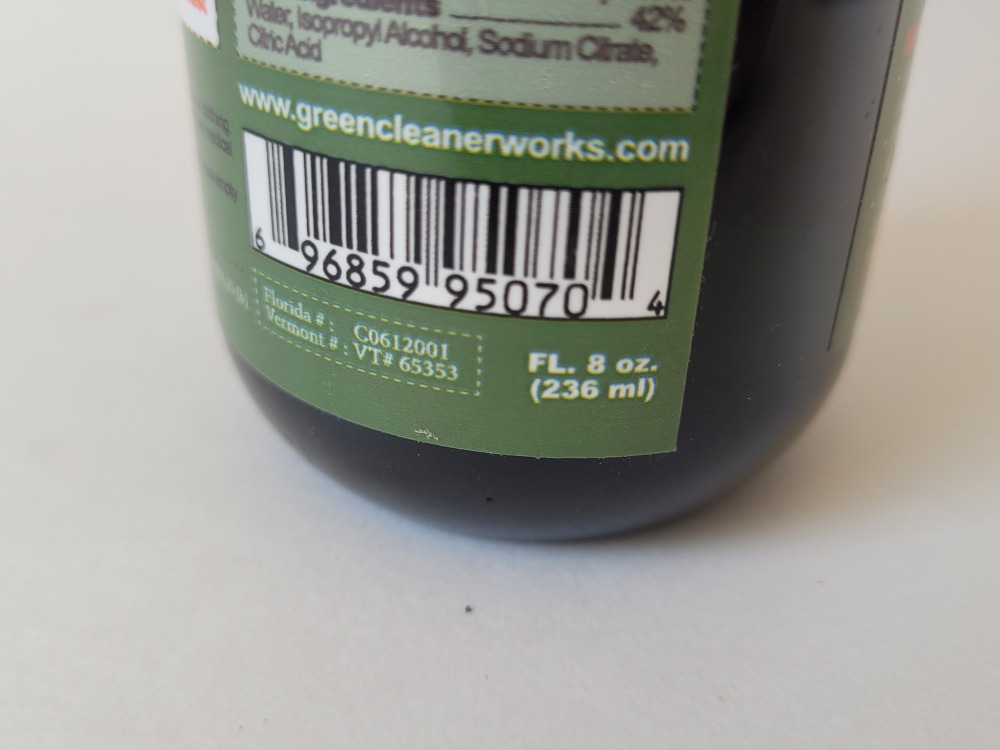 Ingredients 42%
Water, Isopropyl Alcohol, Sodium Citrate,
Citric Acid
www.greencleanerworks.com
6 96859 95070 4
Florida # : C0612001
Vermont # : VT# 65353
FL. 8 oz.
(236 ml)